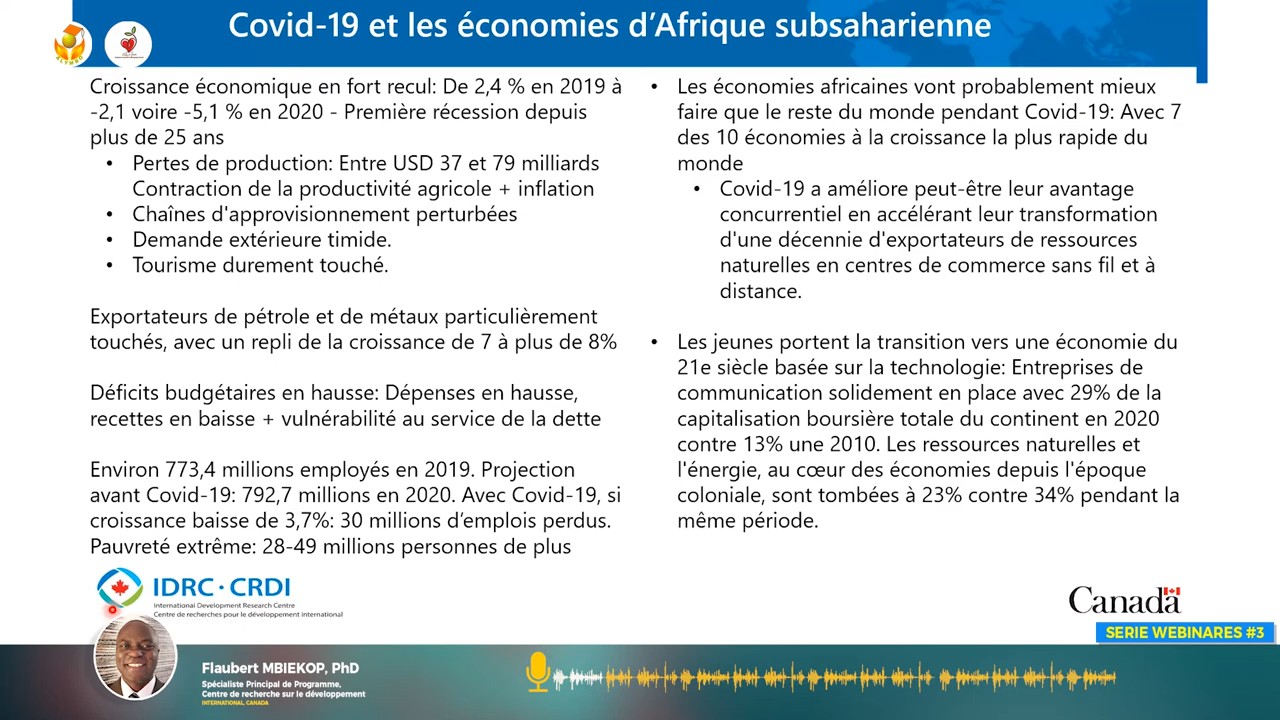 Covid-19 et les économies d’Afrique subsaharienne
Croissance économique en fort recul: De 2,4 % en 2019 à
-2,1 voire -5,1 % en 2020 - Première récession depuis
plus de 25 ans
• Pertes de production: Entre USD 37 et 79 milliards
Contraction de la productivité agricole + inflation
• Chaînes d'approvisionnement perturbées
• Demande extérieure timide.
• Tourisme durement touché.
Exportateurs de pétrole et de métaux particulièrement
touchés, avec un repli de la croissance de 7 à plus de 8%
Déficits budgétaires en hausse: Dépenses en hausse,
recettes en baisse + vulnérabilité au service de la dette
Environ 773,4 millions employés en 2019. Projection
avant Covid-19: 792,7 millions en 2020. Avec Covid-19, si
croissance baisse de 3,7%: 30 millions d’emplois perdus.
Pauvreté extrême: 28-49 millions personnes de plus
• Les économies africaines vont probablement mieux
faire que le reste du monde pendant Covid-19: Avec 7
des 10 économies à la croissance la plus rapide du
monde
• Covid-19 a améliore peut-être leur avantage
concurrentiel en accélérant leur transformation
d'une décennie d'exportateurs de ressources
naturelles en centres de commerce sans fil et à
distance.
• Les jeunes portent la transition vers une économie du
21e siècle basée sur la technologie: Entreprises de
communication solidement en place avec 29% de la
capitalisation boursière totale du continent en 2020
contre 13% une 2010. Les ressources naturelles et
l'énergie, au cœur des économies depuis l'époque
coloniale, sont tombées à 23% contre 34% pendant la
même période.
IDRC · CRDI
International Development Research Centre
Centre de recherches pour le développement international
Canada
SERIE WEBINARES #3
Flaubert MBIEKOP, PhD
Spécialiste Principal de Programme,
Centre de recherche sur le développement
INTERNATIONAL, CANADA